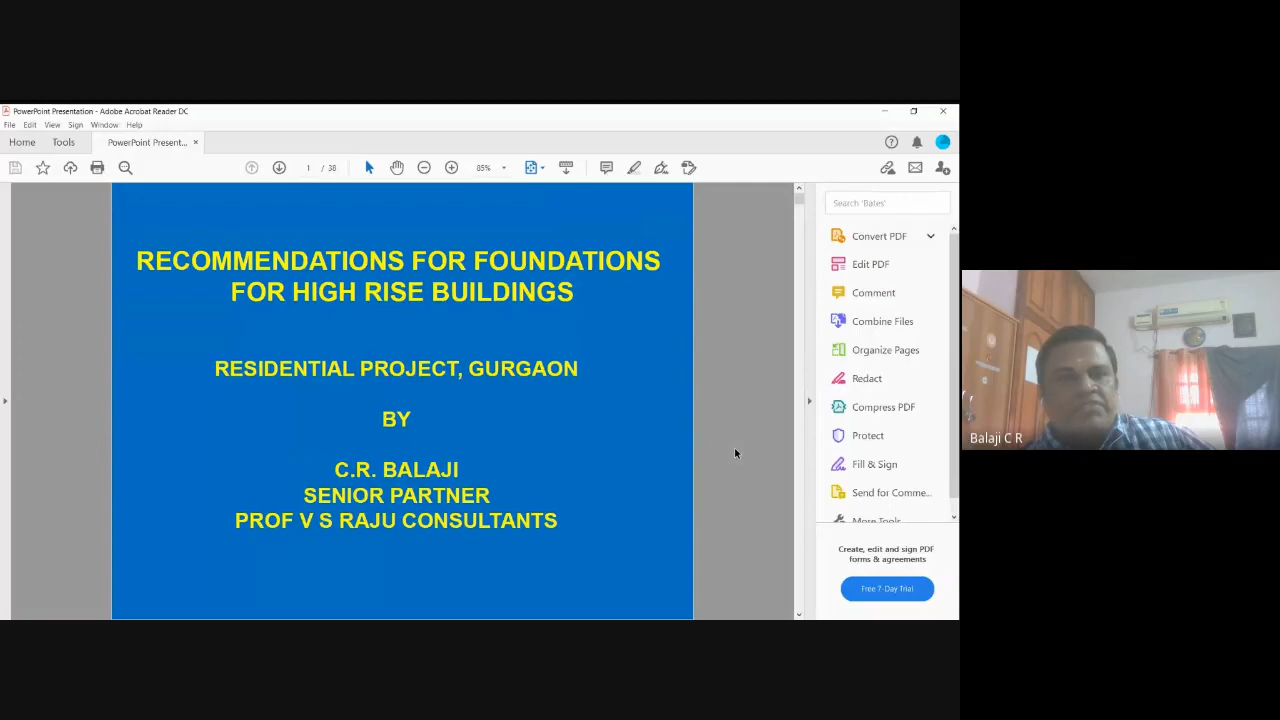 PowerPoint Presentation - Adobe Acrobat Reader DC
File Edit View Sign Window Help
Home Tools PowerPoint Present... ×
1 / 38 85%
RECOMMENDATIONS FOR FOUNDATIONS
FOR HIGH RISE BUILDINGS
RESIDENTIAL PROJECT, GURGAON
BY
C.R. BALAJI
SENIOR PARTNER
PROF V S RAJU CONSULTANTS
Search 'Bates'
Convert PDF
Edit PDF
Comment
Combine Files
Organize Pages
Redact
Compress PDF
Protect
Fill & Sign
Send for Comme...
More Tools
Create, edit and sign PDF
forms & agreements
Free 7-Day Trial
Balaji C R